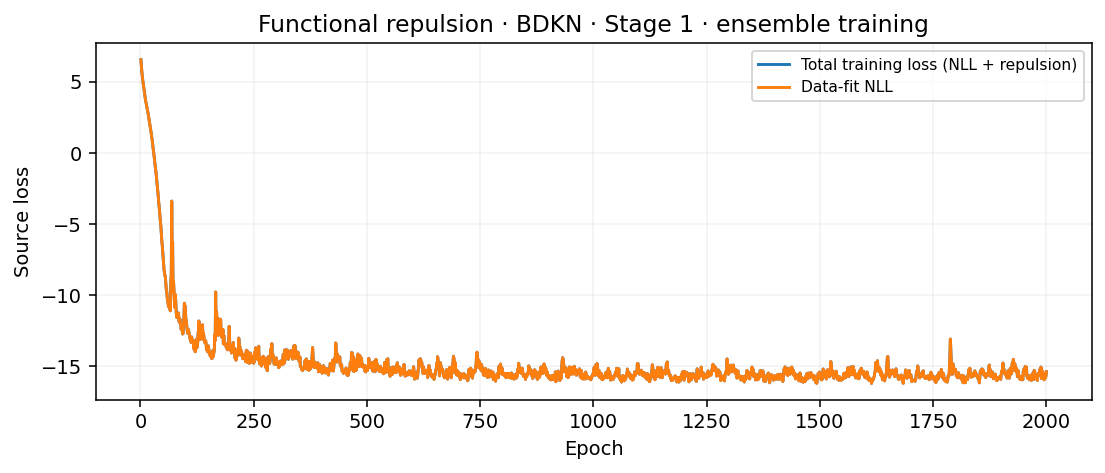 Functional repulsion · BDKN · Stage 1 · ensemble training
Total training loss (NLL + repulsion)
Data-fit NLL
Source loss
5
0
−5
−10
−15
0 250 500 750 1000 1250 1500 1750 2000
Epoch